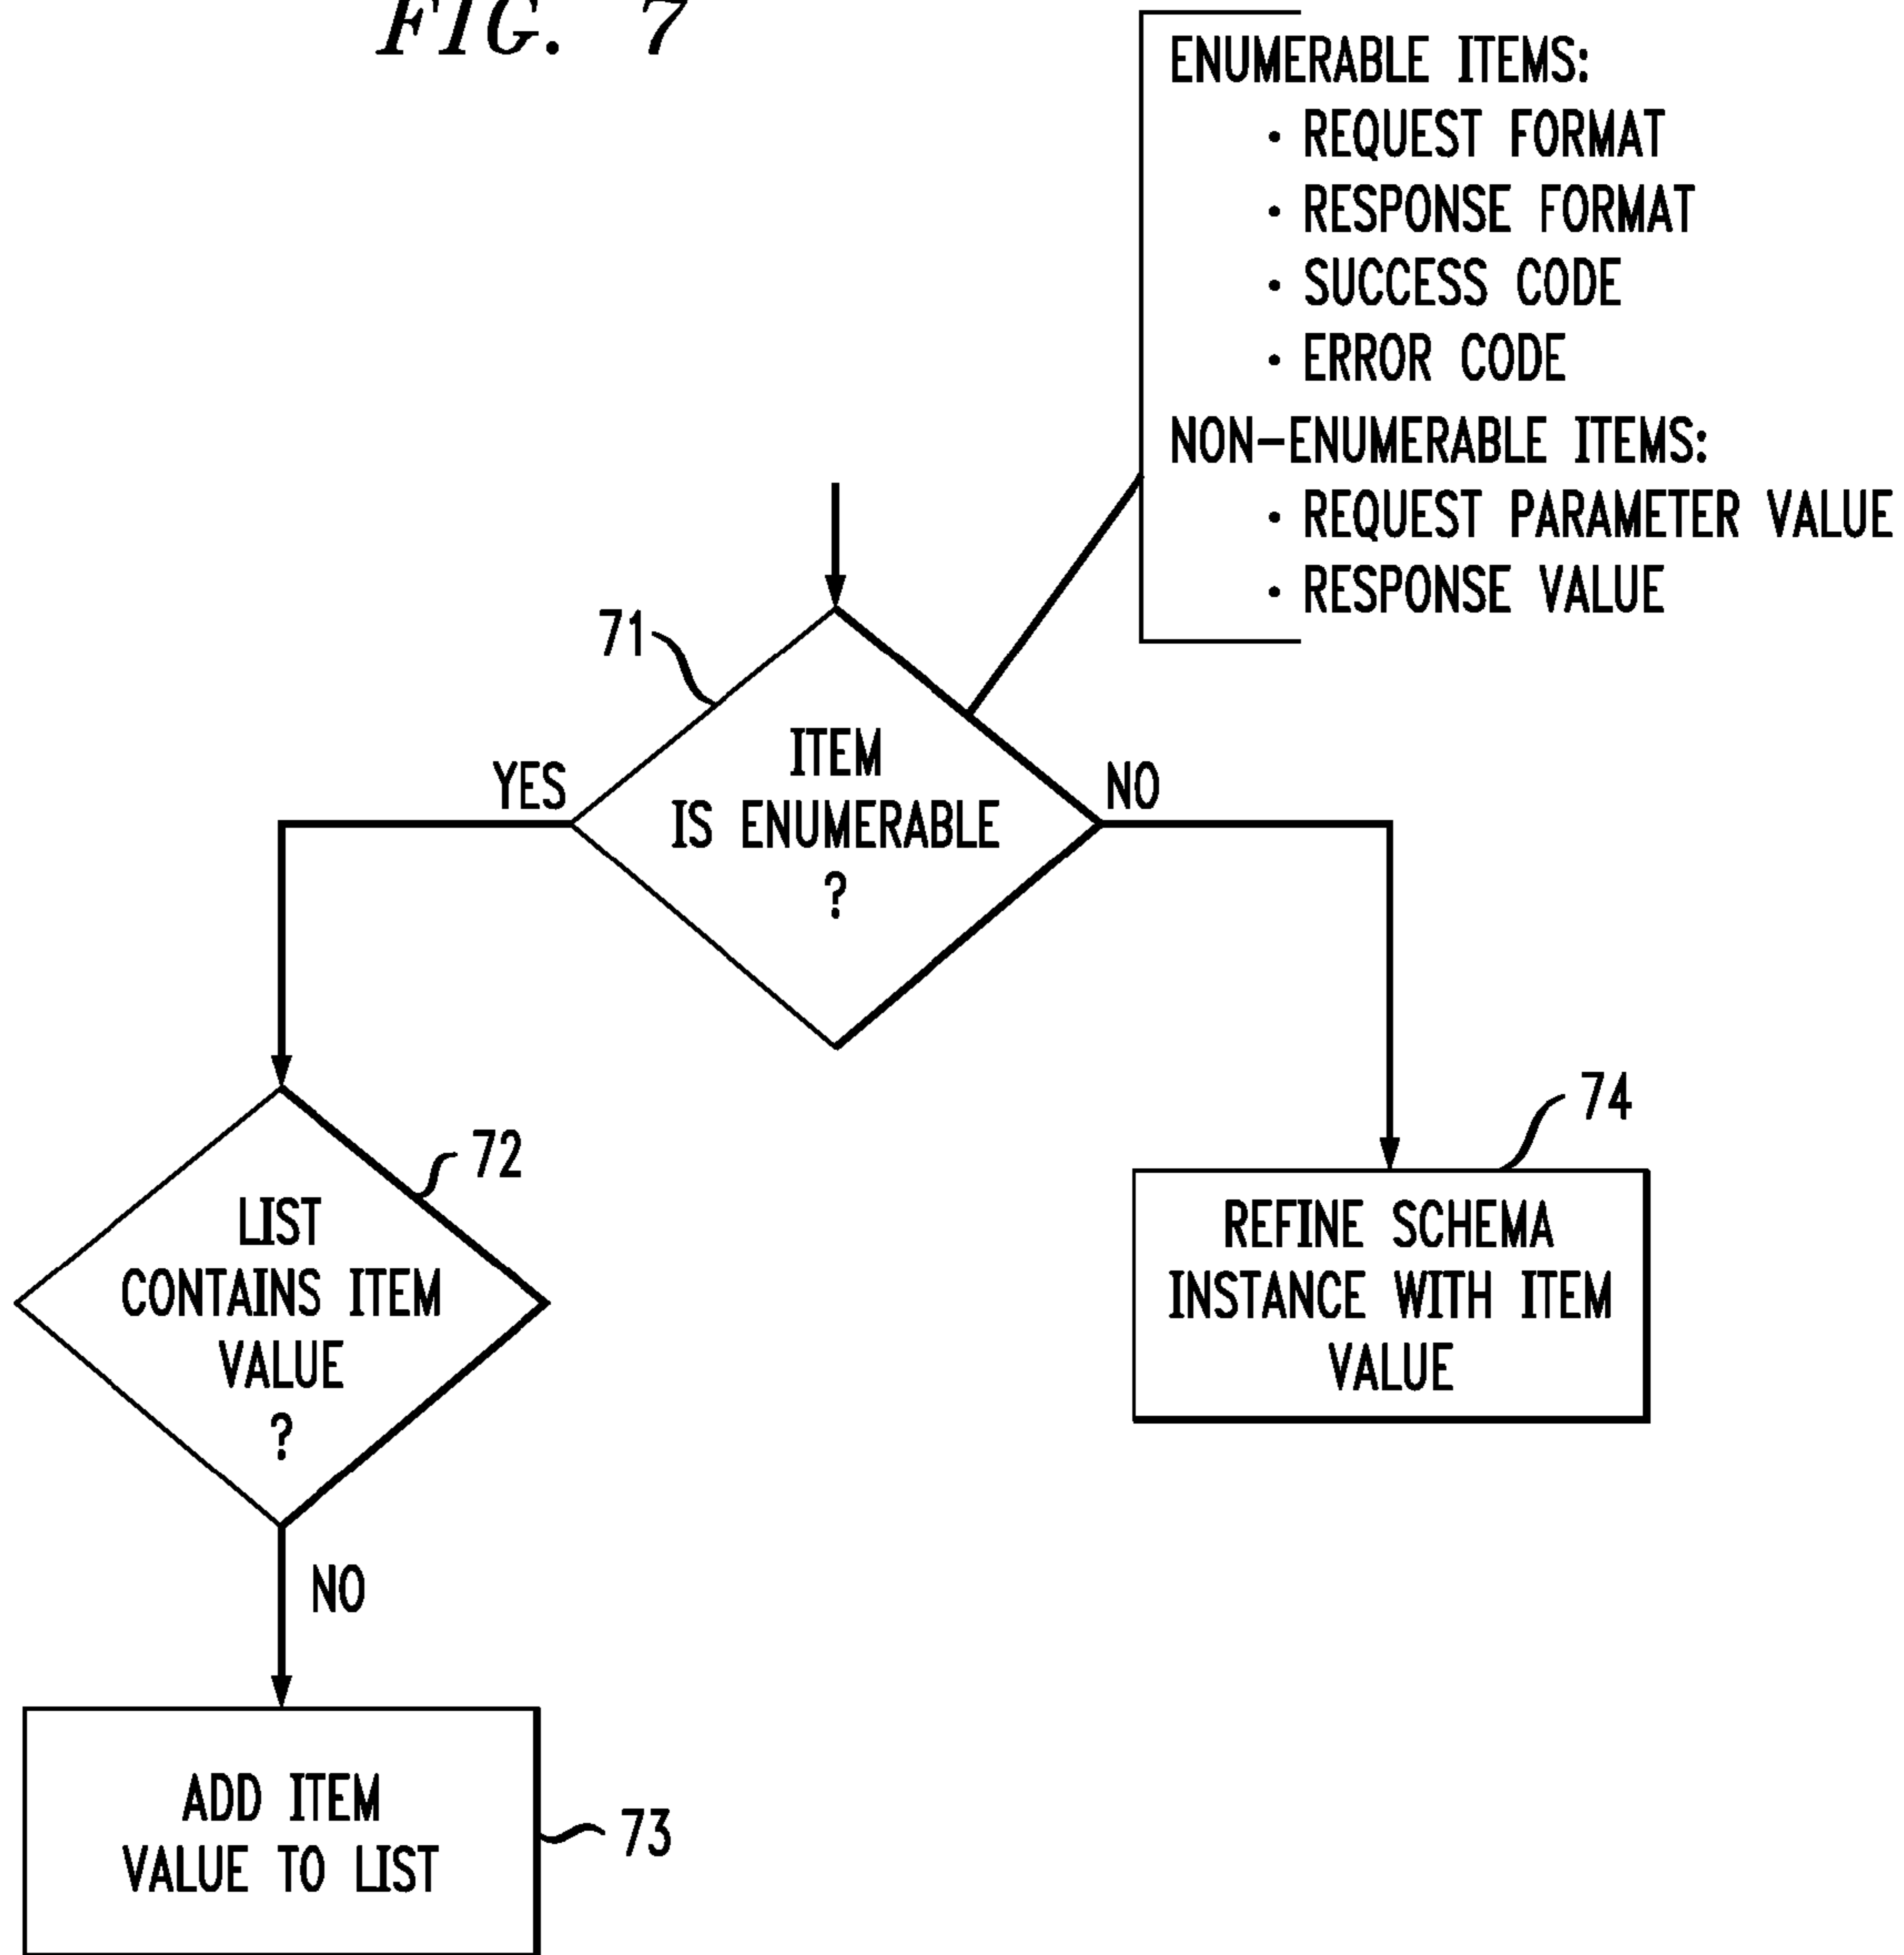 FIG. 7
ENUMERABLE ITEMS:
· REQUEST FORMAT
· RESPONSE FORMAT
· SUCCESS CODE
· ERROR CODE
NON-ENUMERABLE ITEMS:
· REQUEST PARAMETER VALUE
· RESPONSE VALUE
71
ITEM
IS ENUMERABLE
?
YES
NO
72
LIST
CONTAINS ITEM
VALUE
?
74
REFINE SCHEMA
INSTANCE WITH ITEM
VALUE
NO
ADD ITEM
VALUE TO LIST
73